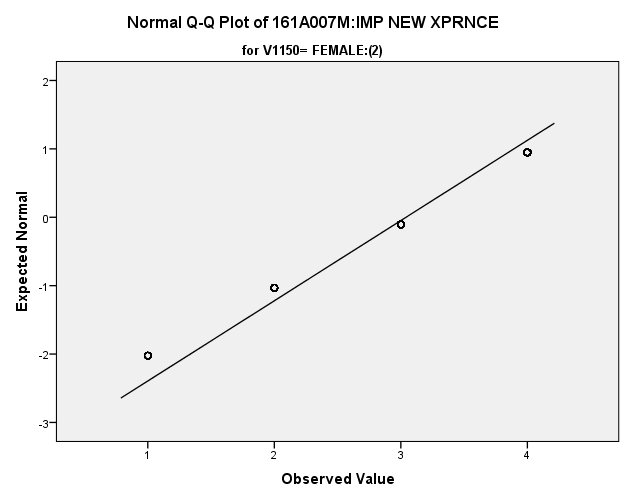 Normal Q-Q Plot of 161A007M:IMP NEW XPRNCE
for V1150= FEMALE:(2)
Expected Normal
2
1
0
-1
-2
-3
1 2 3 4
Observed Value